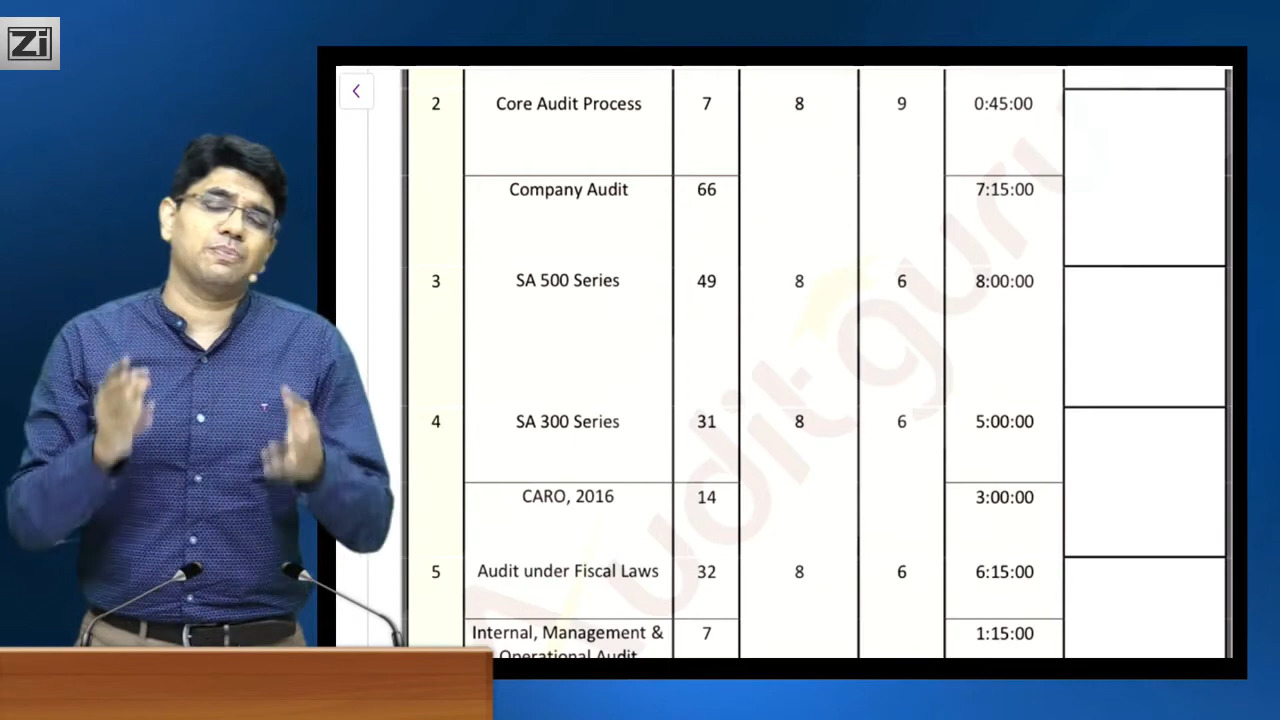 Zi
2 Core Audit Process 7 8 9 0:45:00
Company Audit 66 7:15:00
3 SA 500 Series 49 8 6 8:00:00
4 SA 300 Series 31 8 6 5:00:00
CARO, 2016 14 3:00:00
5 Audit under Fiscal Laws 32 8 6 6:15:00
Internal, Management & 7 1:15:00
Operational Audit
Auditguru